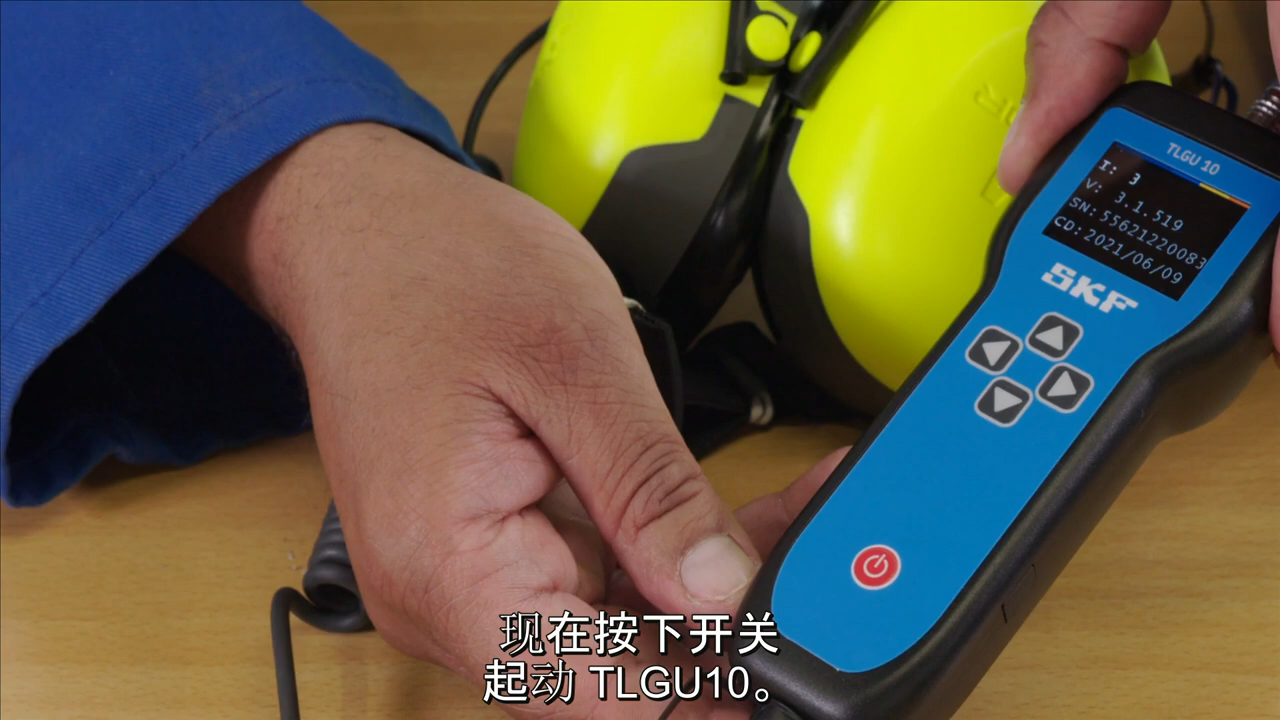 TLGU 10
I: 3
V: 3.1.519
SN:55621220083
CD:2021/06/09
SKF
现在按下开关
起动 TLGU10。